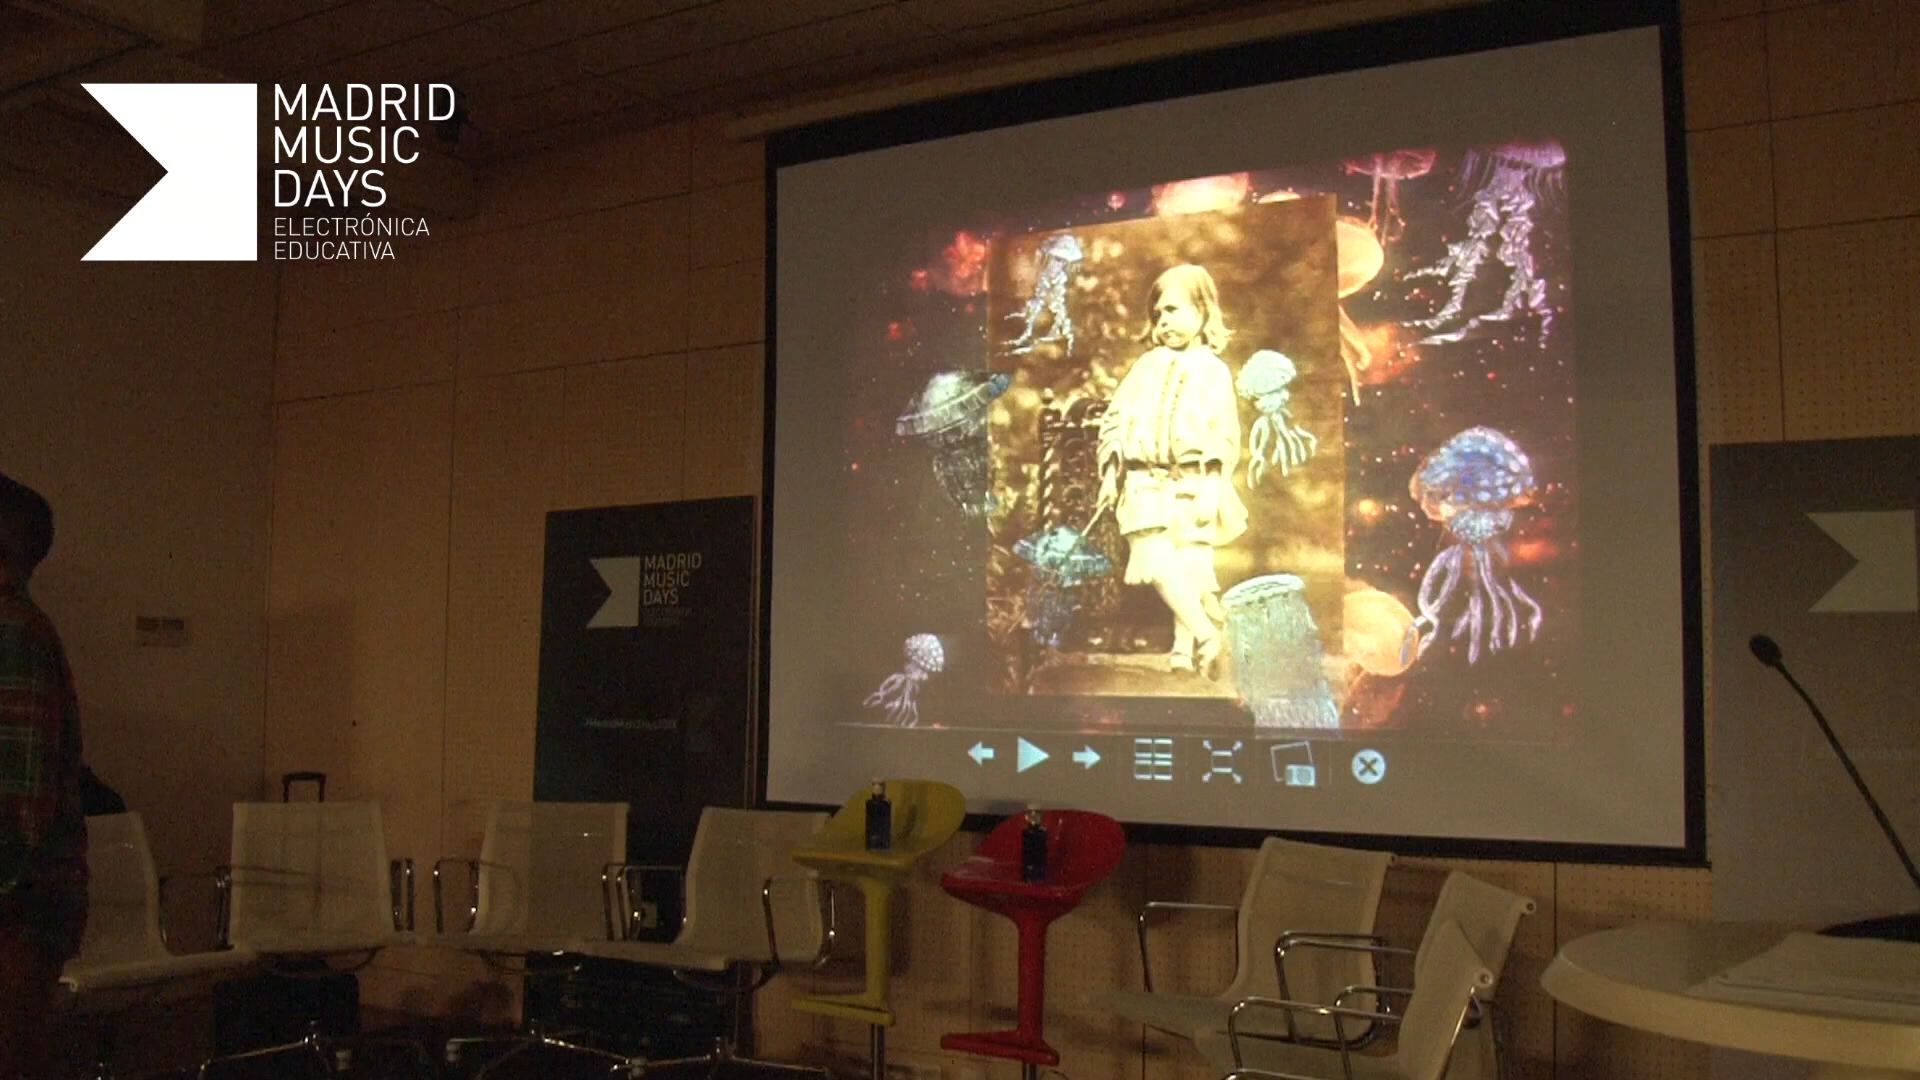 MADRID
MUSIC
DAYS
ELECTRÓNICA
EDUCATIVA
MADRID
MUSIC
DAYS